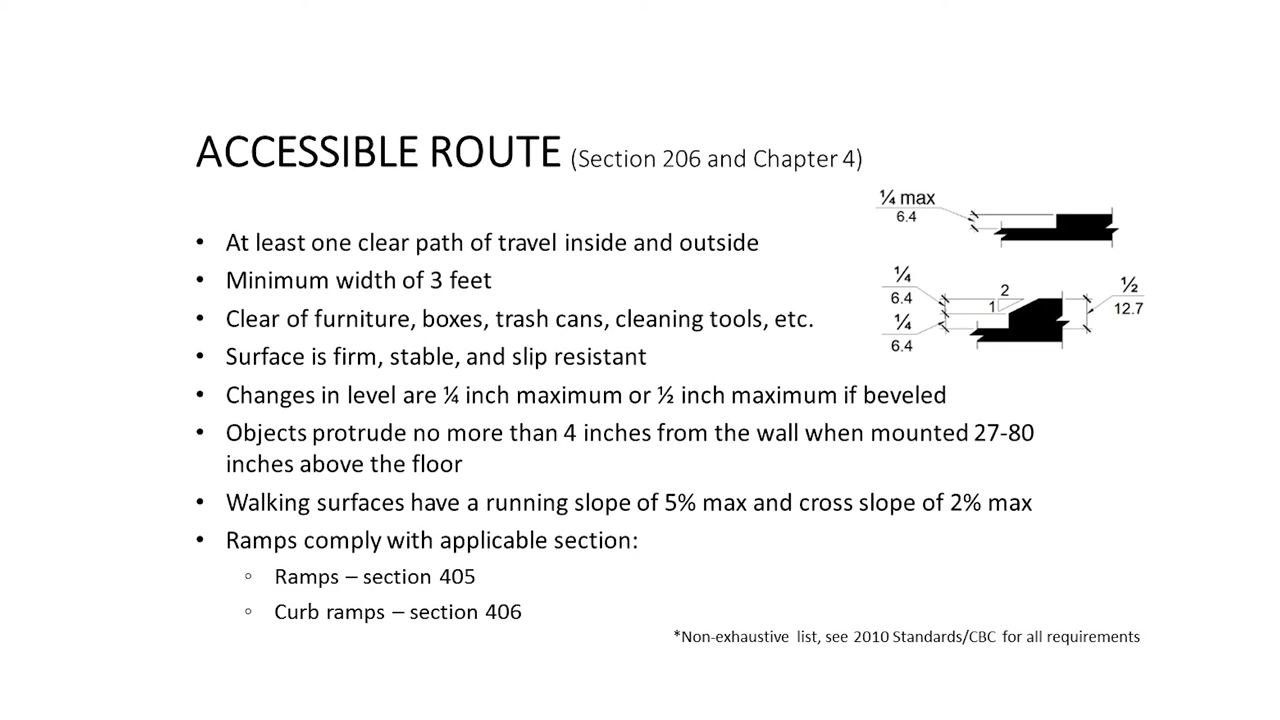 ACCESSIBLE ROUTE (Section 206 and Chapter 4)
¼ max
6.4
• At least one clear path of travel inside and outside
• Minimum width of 3 feet
• Clear of furniture, boxes, trash cans, cleaning tools, etc.
¼
6.4
¼
6.4
2
1
½
12.7
• Surface is firm, stable, and slip resistant
• Changes in level are ¼ inch maximum or ½ inch maximum if beveled
• Objects protrude no more than 4 inches from the wall when mounted 27-80
inches above the floor
• Walking surfaces have a running slope of 5% max and cross slope of 2% max
• Ramps comply with applicable section:
◦ Ramps – section 405
◦ Curb ramps – section 406
*Non-exhaustive list, see 2010 Standards/CBC for all requirements